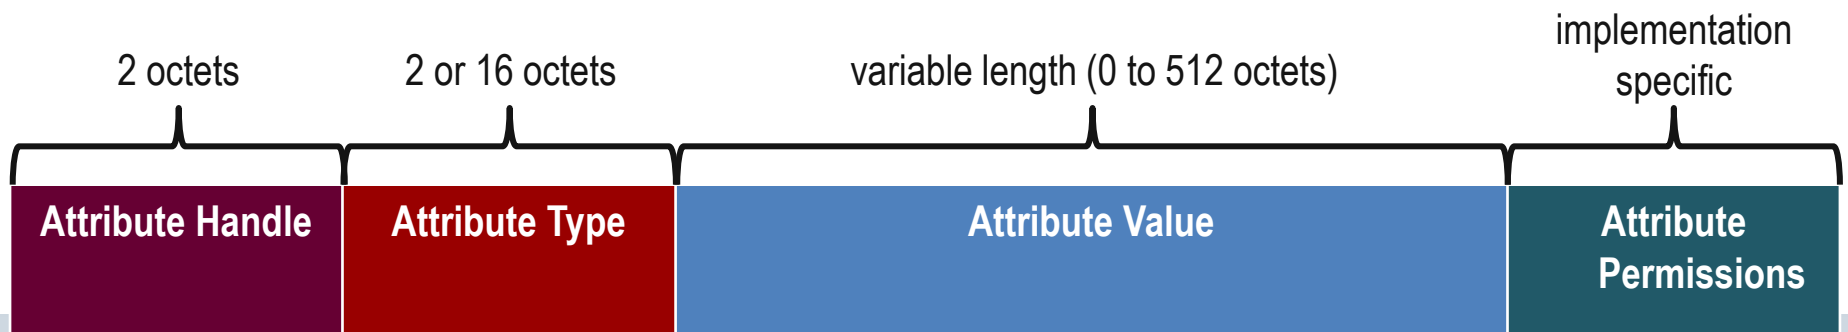 2 octets
2 or 16 octets
variable length (0 to 512 octets)
implementation
specific
Attribute Handle
Attribute Type
Attribute Value
Attribute
Permissions